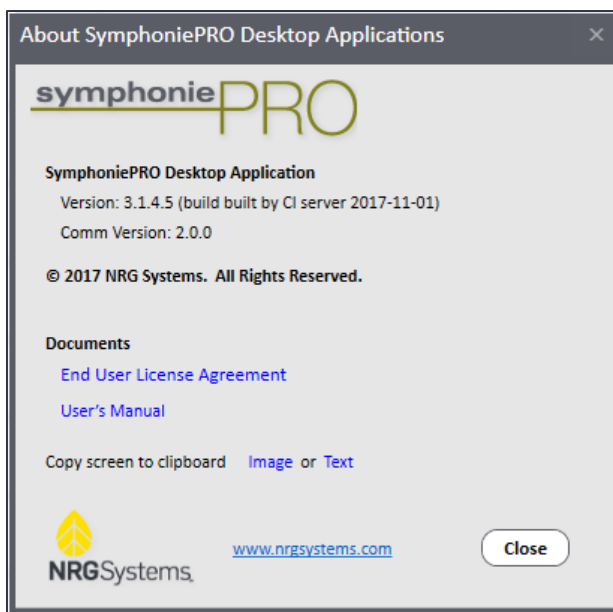 About SymphoniePRO Desktop Applications
symphoniePRO
SymphoniePRO Desktop Application
Version: 3.1.4.5 (build built by CI server 2017-11-01)
Comm Version: 2.0.0
© 2017 NRG Systems. All Rights Reserved.
Documents
End User License Agreement
User's Manual
Copy screen to clipboard Image or Text
NRGSystems
www.nrgsystems.com
Close